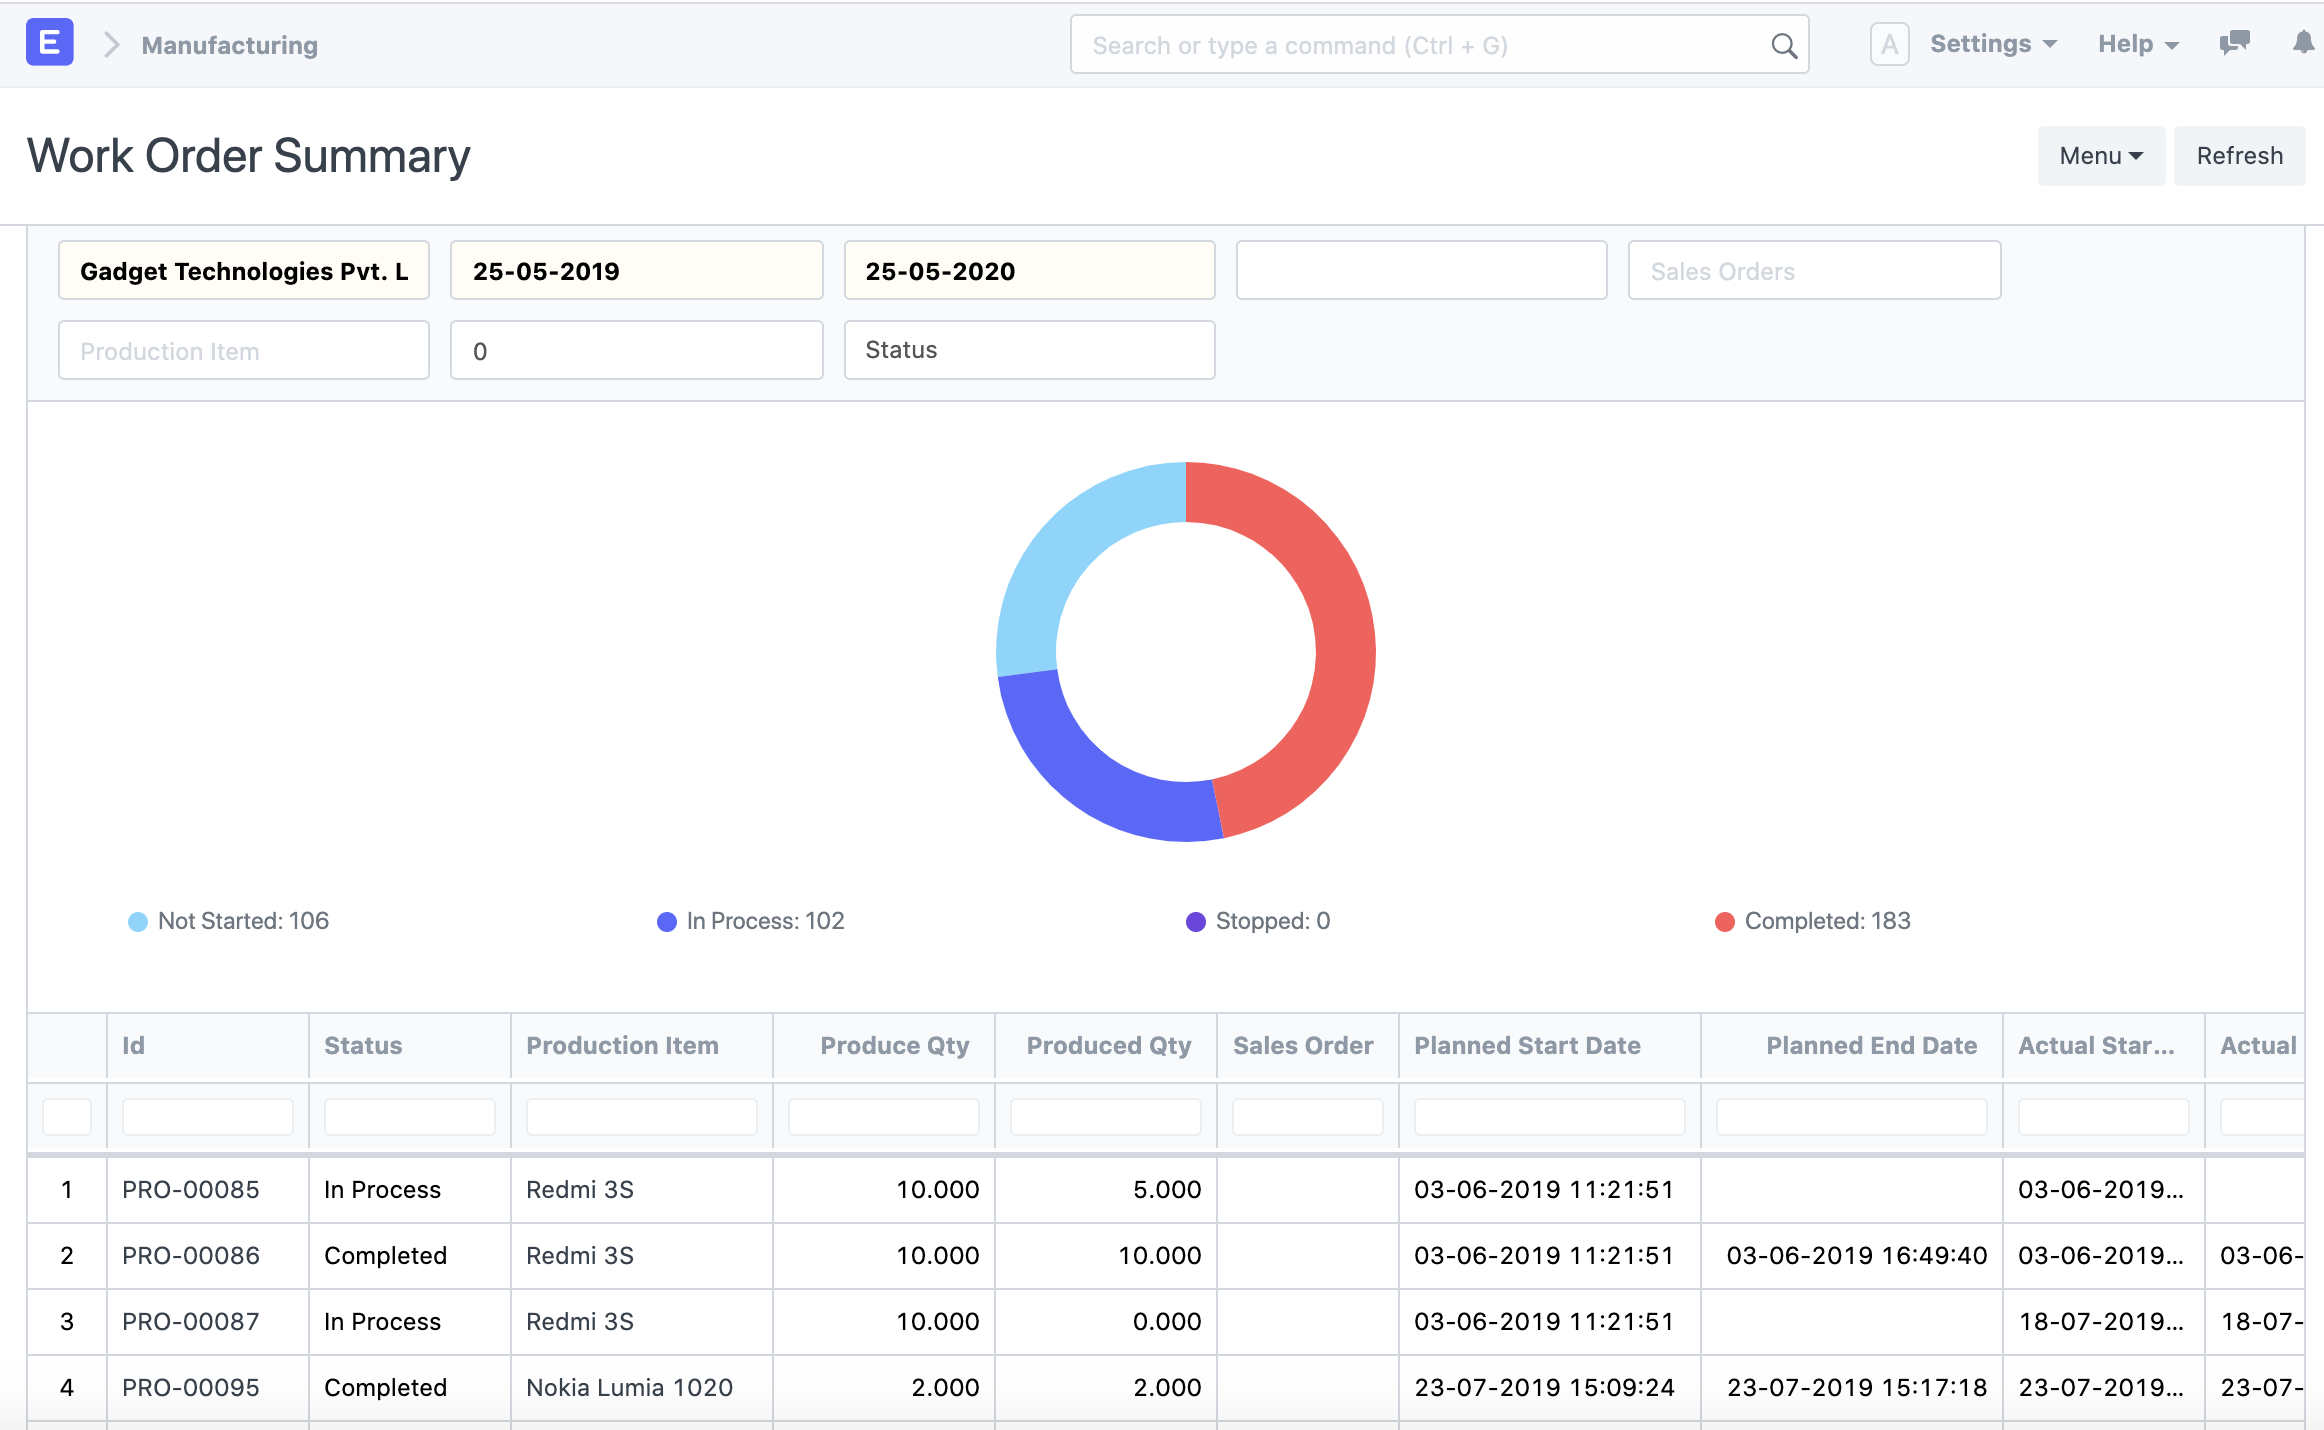 E Manufacturing Search or type a command (Ctrl + G) A Settings Help
Work Order Summary Menu Refresh
Gadget Technologies Pvt. L 25-05-2019 25-05-2020 Sales Orders
Production Item 0 Status
Not Started: 106 In Process: 102 Stopped: 0 Completed: 183
Id Status Production Item Produce Qty Produced Qty Sales Order Planned Start Date Planned End Date Actual Star... Actual
1 PRO-00085 In Process Redmi 3S 10.000 5.000 03-06-2019 11:21:51 03-06-2019...
2 PRO-00086 Completed Redmi 3S 10.000 10.000 03-06-2019 11:21:51 03-06-2019 16:49:40 03-06-2019... 03-06-
3 PRO-00087 In Process Redmi 3S 10.000 0.000 03-06-2019 11:21:51 18-07-2019... 18-07-
4 PRO-00095 Completed Nokia Lumia 1020 2.000 2.000 23-07-2019 15:09:24 23-07-2019 15:17:18 23-07-2019... 23-07-